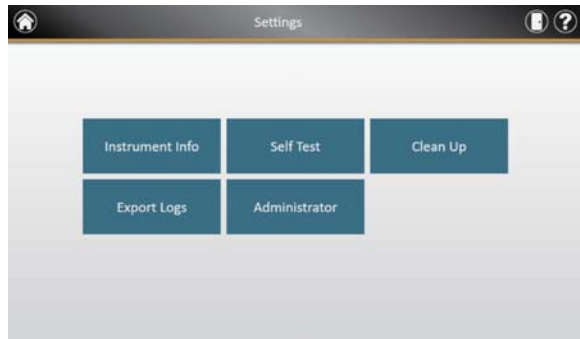 Settings
?
Instrument Info Self Test Clean Up
Export Logs Administrator